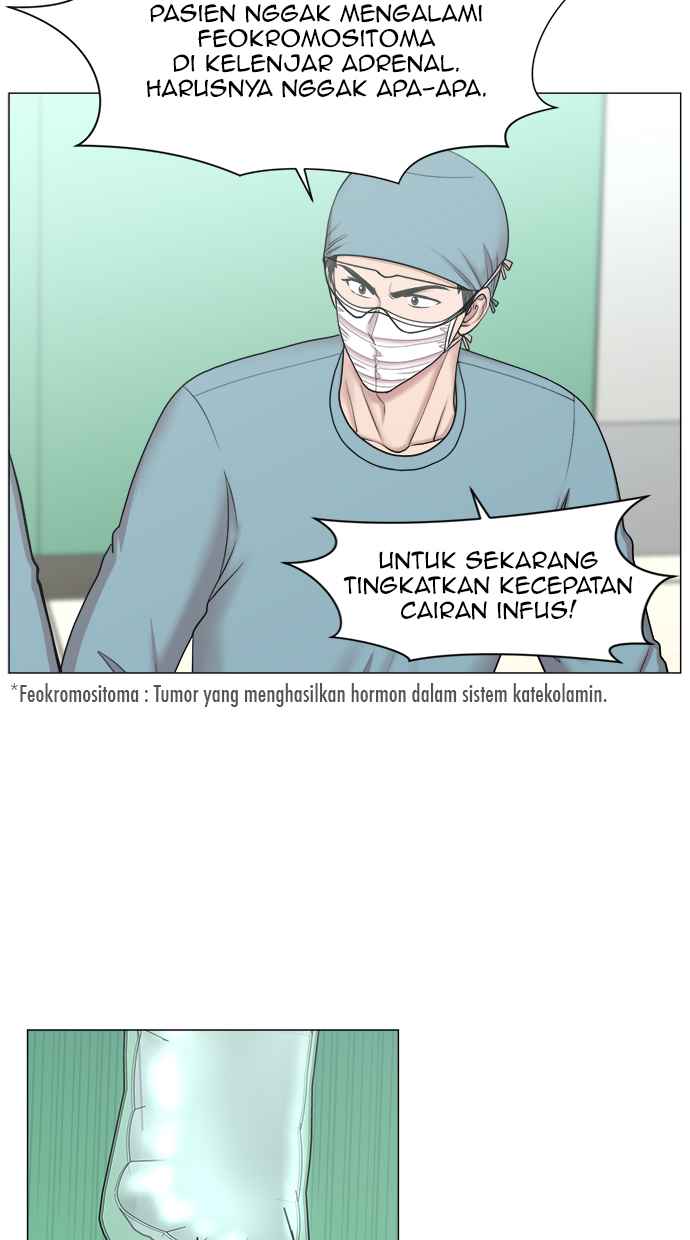 PASIEN NGGAK MENGALAMI
FEOKROMOSITOMA
DI KELENJAR ADRENAL.
HARUSNYA NGGAK APA-APA.
UNTUK SEKARANG
TINGKATKAN KECEPATAN
CAIRAN INFUS!
*Feokromositoma : Tumor yang menghasilkan hormon dalam sistem katekolamin.